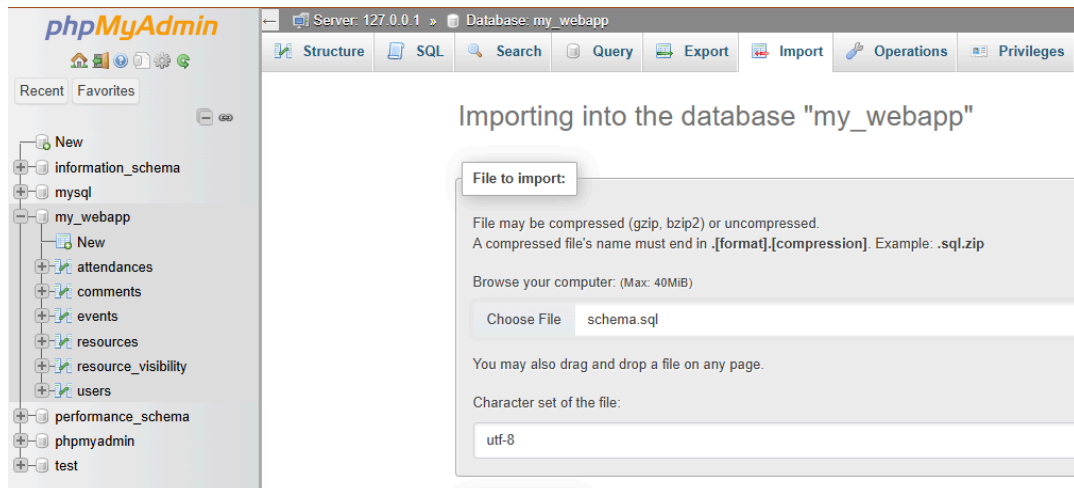 phpMyAdmin
Recent Favorites
New
information_schema
mysql
my_webapp
New
attendances
comments
events
resources
resource_visibility
users
performance_schema
phpmyadmin
test
Server: 127.0.0.1 » Database: my_webapp
Structure SQL Search Query Export Import Operations Privileges
Importing into the database "my_webapp"
File to import:
File may be compressed (gzip, bzip2) or uncompressed.
A compressed file's name must end in .[format].[compression]. Example: .sql.zip
Browse your computer: (Max: 40MiB)
Choose File schema.sql
You may also drag and drop a file on any page.
Character set of the file:
utf-8